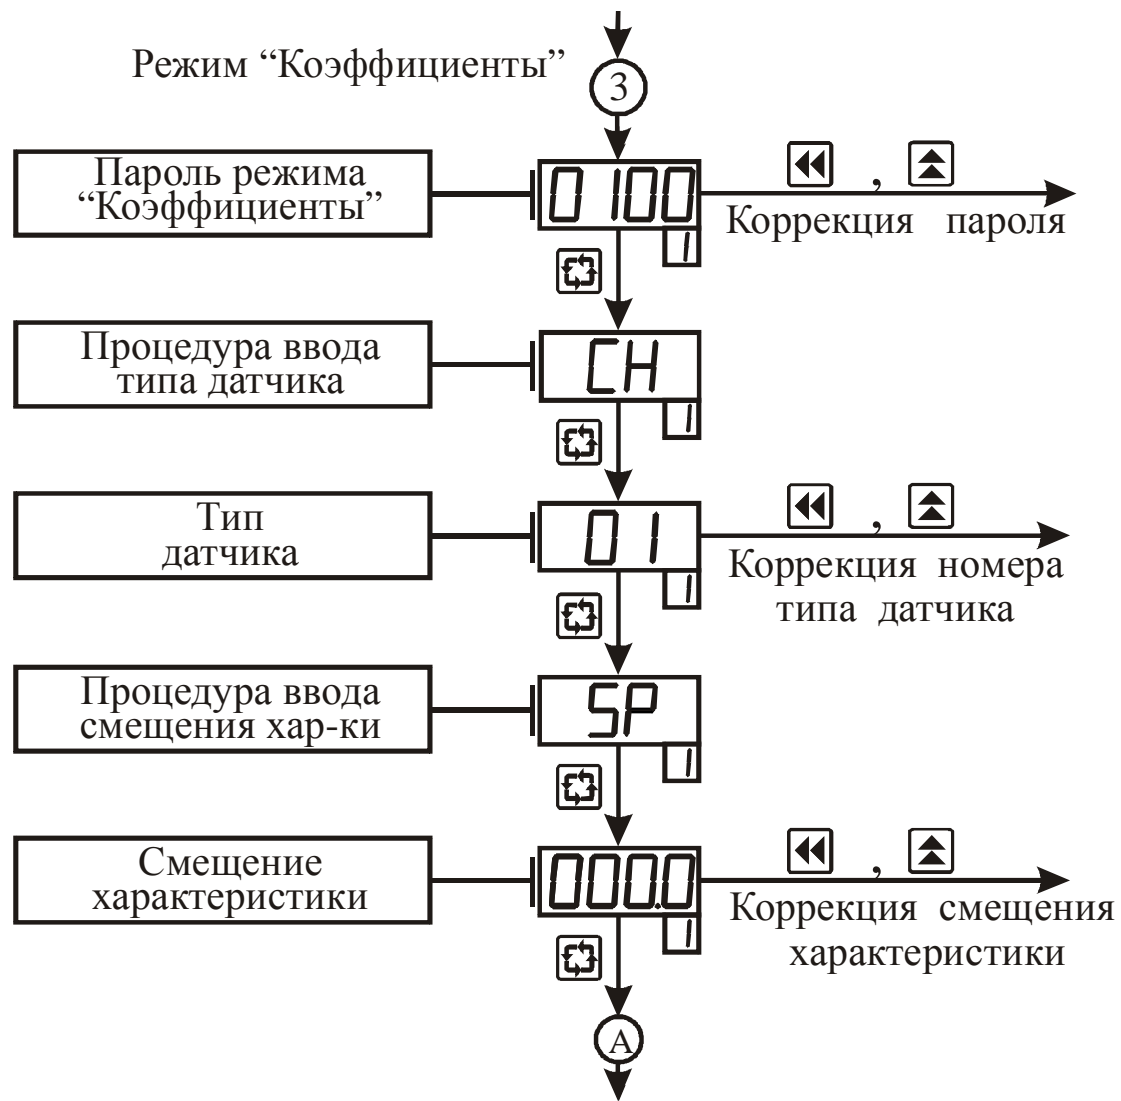 Режим “Коэффициенты”
3
Пароль режима
“Коэффициенты”
0100
1
,
Коррекция пароля
Процедура ввода
типа датчика
CH
1
Тип
датчика
01
1
,
Коррекция номера
типа датчика
Процедура ввода
смещения хар-ки
SP
1
Смещение
характеристики
000.0
1
,
Коррекция смещения
характеристики
A